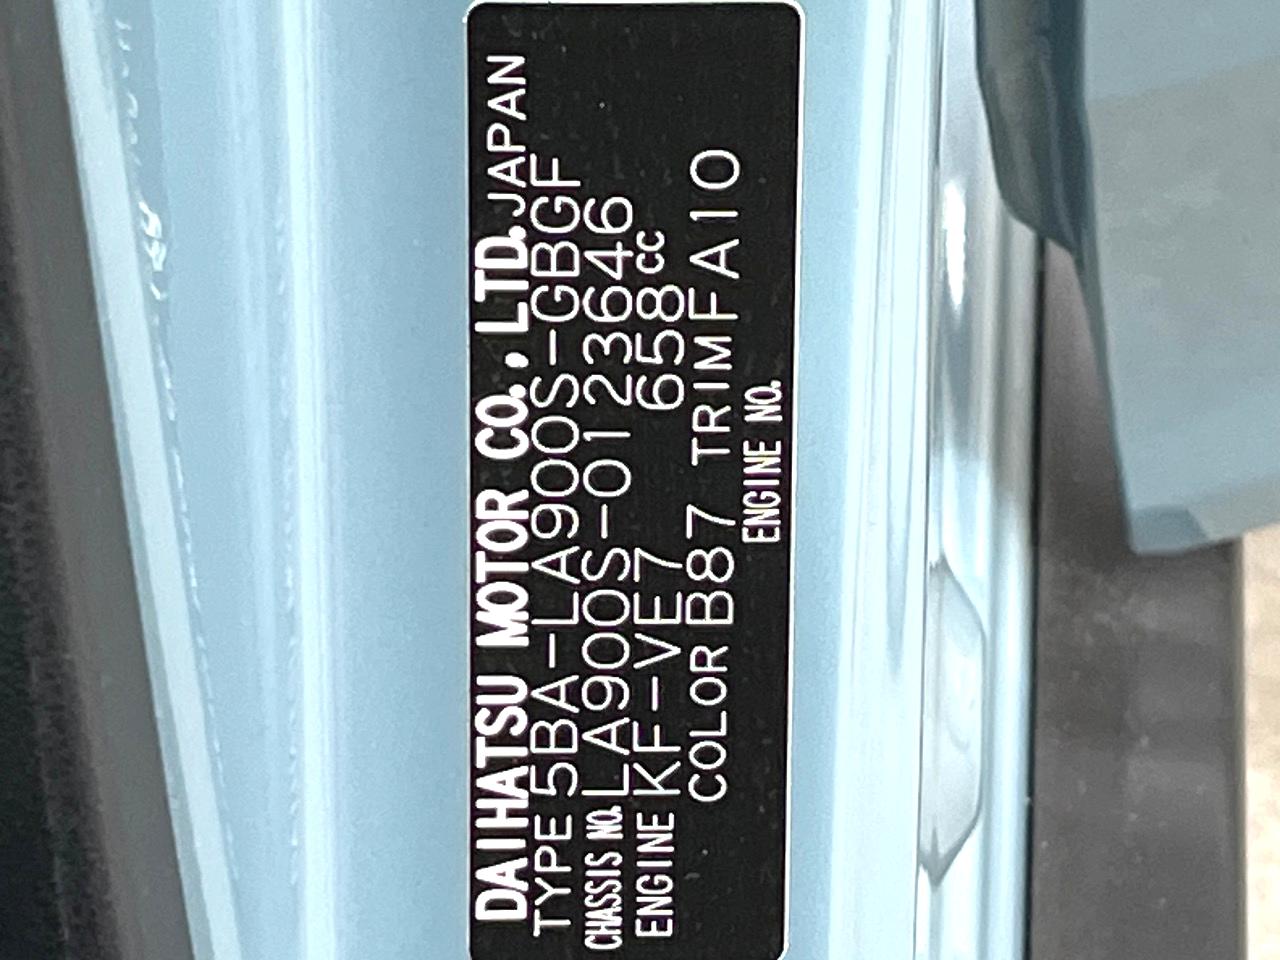 DAIHATSU MOTOR CO., LTD. JAPAN
TYPE 5BA-LA900S-GBGF
CHASSIS NO. LA900S-0123646
ENGINE KF-VE7 658cc
COLOR B87 TRIM FA10
ENGINE NO.